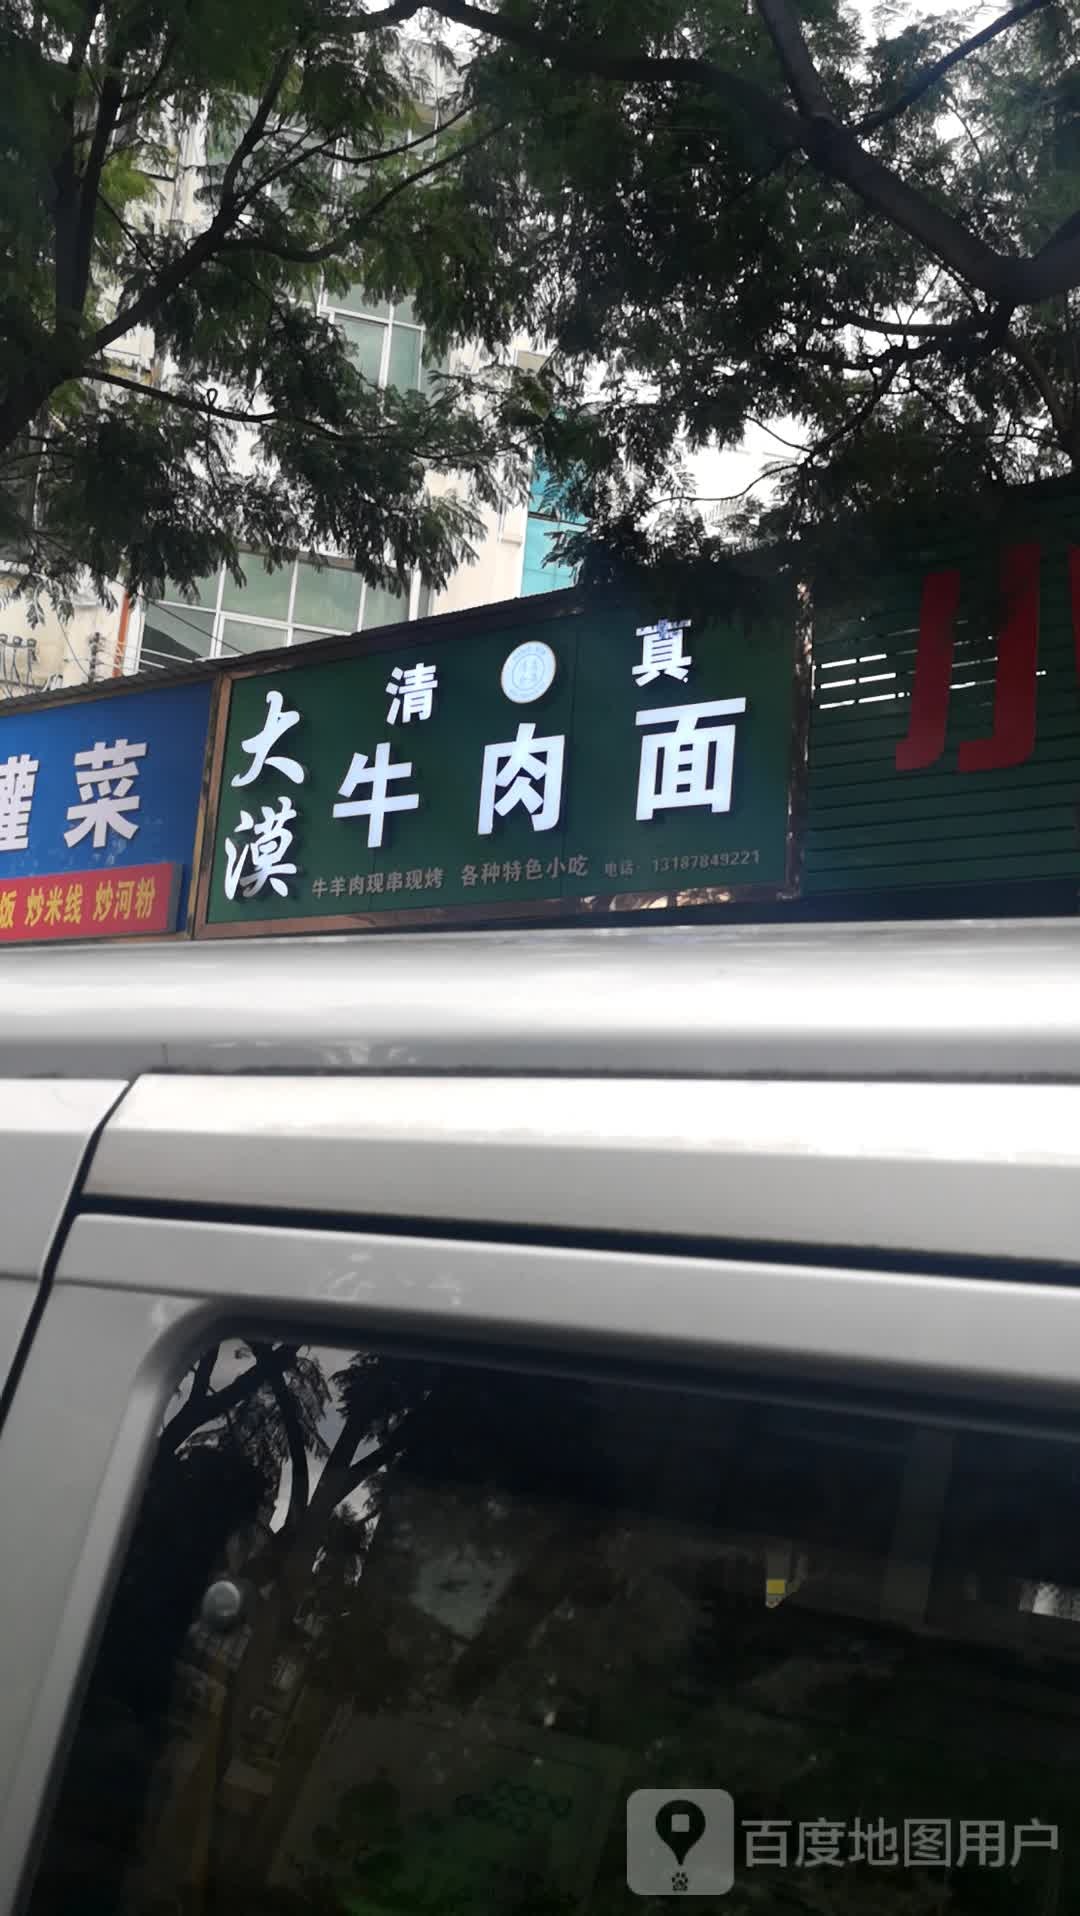 清 真
大漠
牛肉面
牛羊肉现串现烤 各种特色小吃 电话：13187849221
罐菜
饭 炒米线 炒河粉
百度地图用户